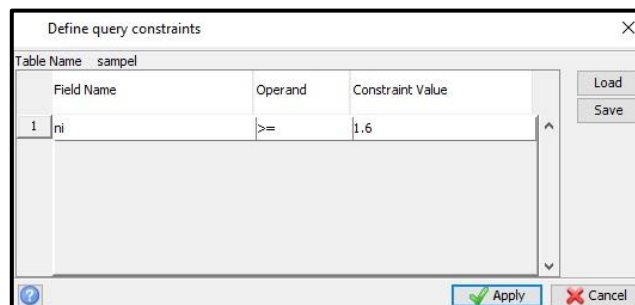 Define query constraints
Table Name sampel
Field Name Operand Constraint Value
1 ni >= 1.6
Load
Save
Apply Cancel